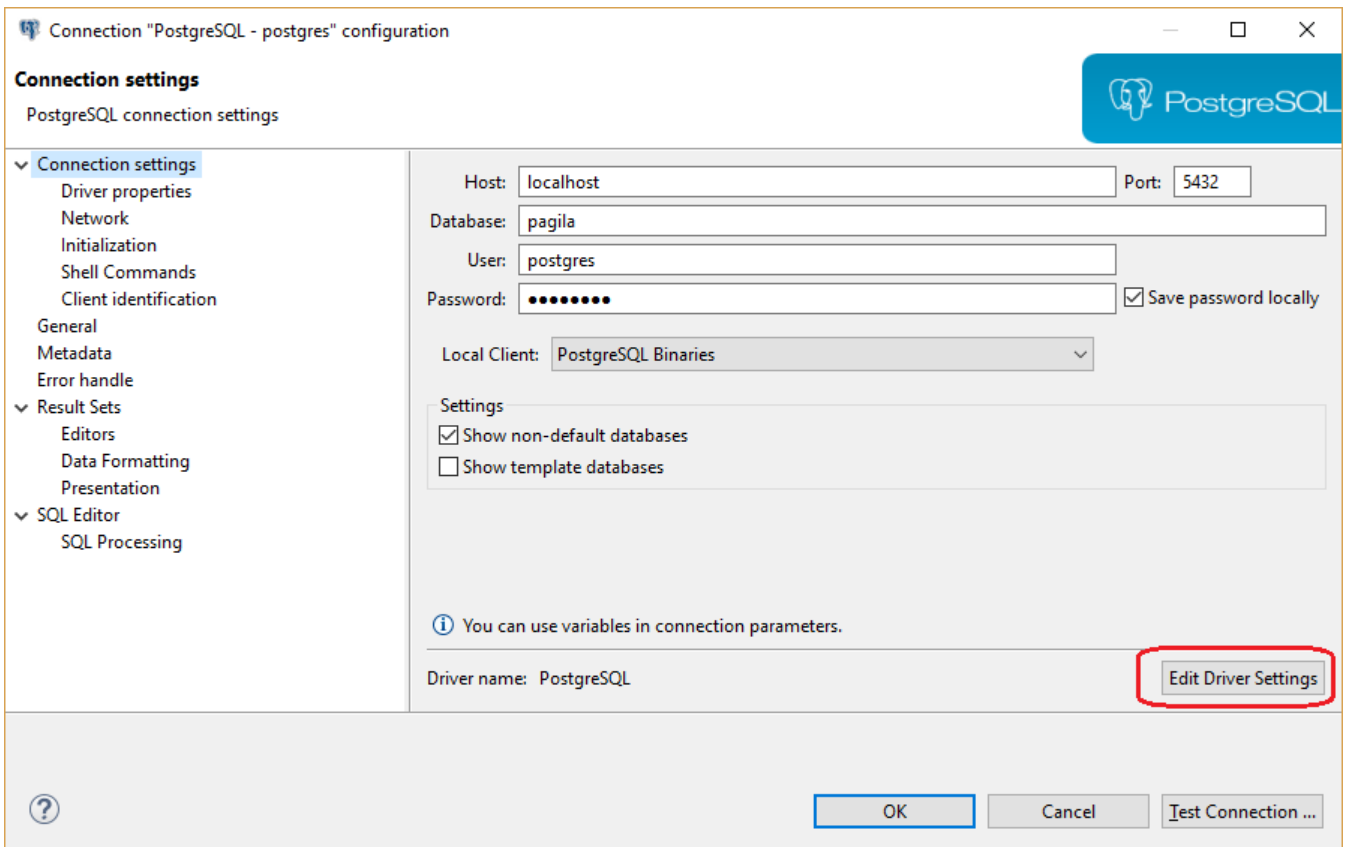 Connection "PostgreSQL - postgres" configuration
Connection settings
PostgreSQL connection settings
PostgreSQL
Connection settings
Driver properties
Network
Initialization
Shell Commands
Client identification
General
Metadata
Error handle
Result Sets
Editors
Data Formatting
Presentation
SQL Editor
SQL Processing
Host: localhost Port: 5432
Database: pagila
User: postgres
Password: ●●●●●●●● Save password locally
Local Client: PostgreSQL Binaries
Settings
Show non-default databases
Show template databases
You can use variables in connection parameters.
Driver name: PostgreSQL Edit Driver Settings
? OK Cancel Test Connection ...